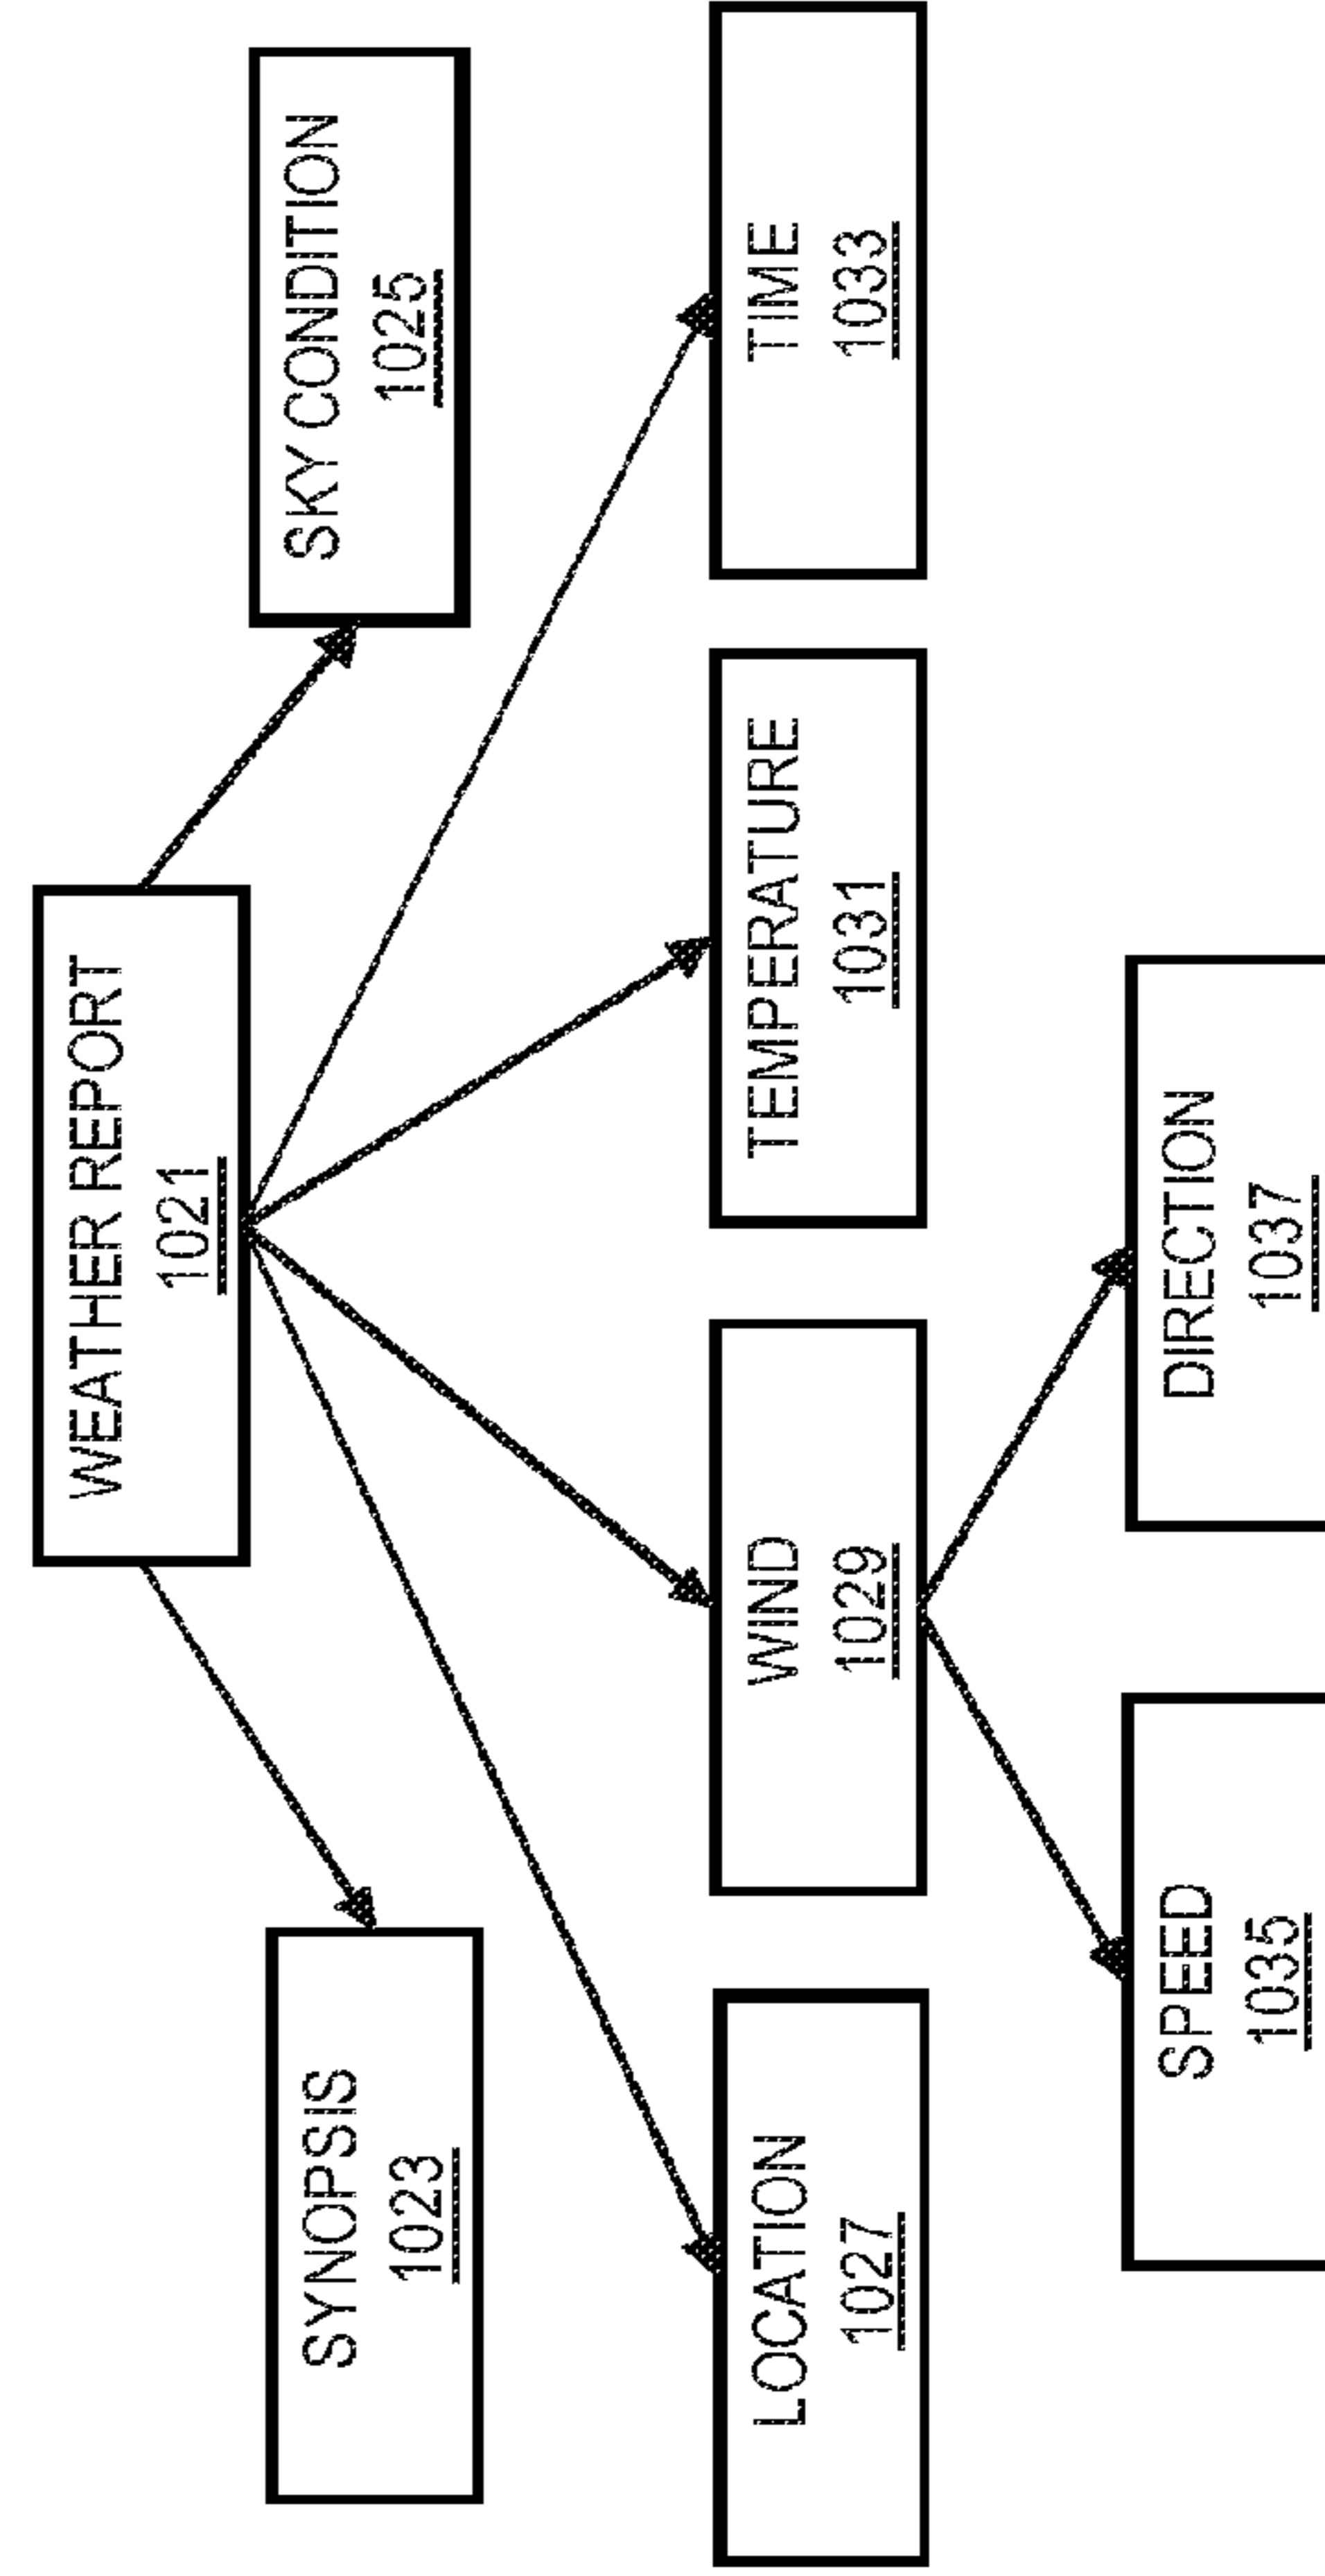 WEATHER REPORT
1021
SYNOPSIS
1023
SKY CONDITION
1025
LOCATION
1027
WIND
1029
TEMPERATURE
1031
TIME
1033
SPEED
1035
DIRECTION
1037